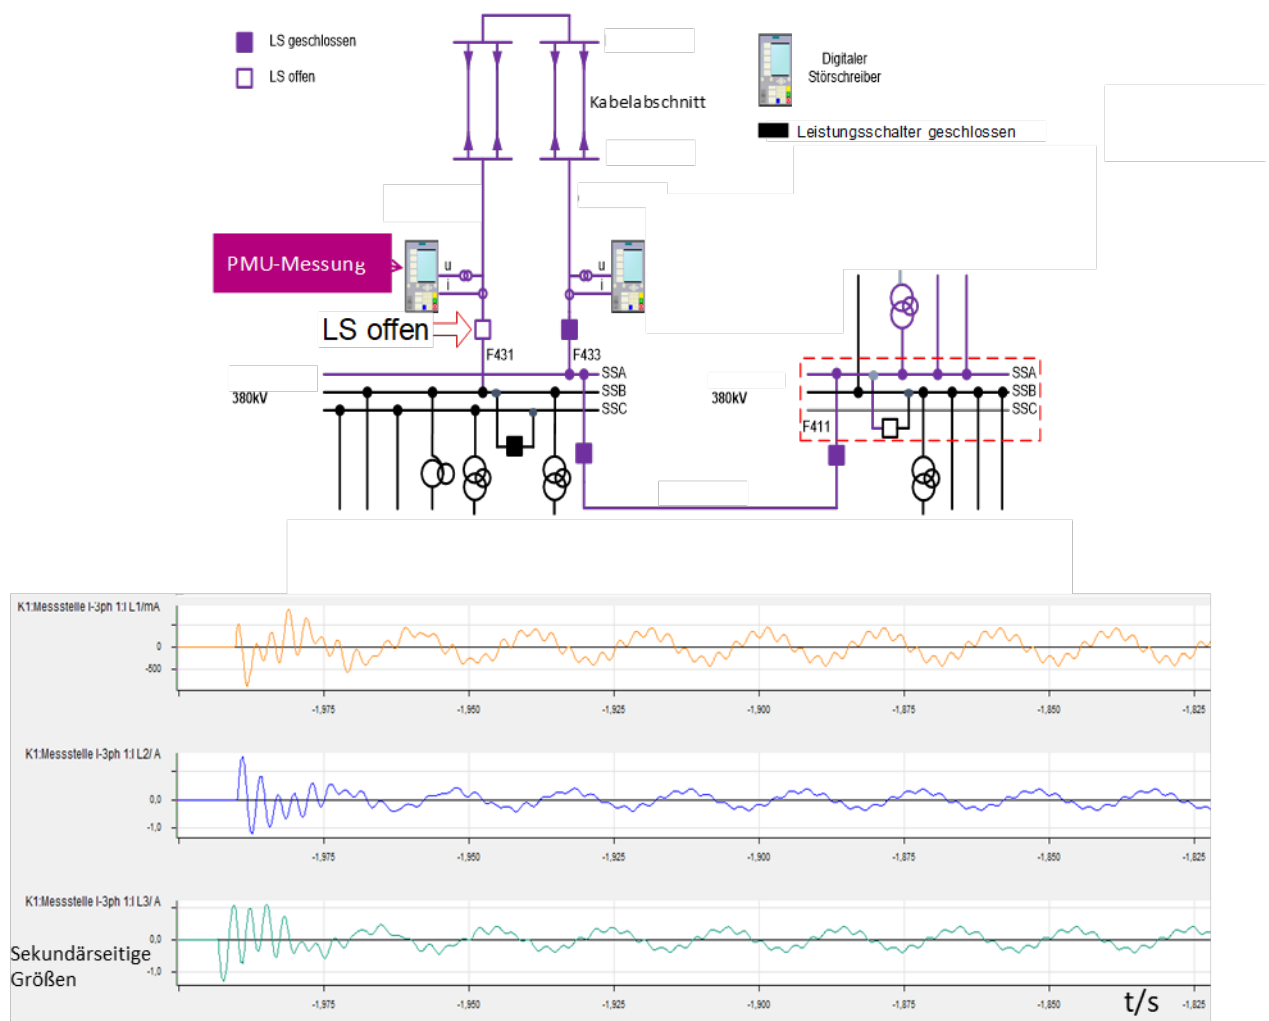 LS geschlossen
LS offen
Digitaler
Störschreiber
Kabelabschnitt
Leistungsschalter geschlossen
PMU-Messung
u
i
u
i
LS offen
F431
F433
SSA
SSB
SSC
380kV
380kV
SSA
SSB
SSC
F411
K1:Messstelle I-3ph 1:I L1/mA
0
-500
-1,975
-1,950
-1,925
-1,900
-1,875
-1,850
-1,825
K1:Messstelle I-3ph 1:I L2/ A
0,0
-1,0
-1,975
-1,950
-1,925
-1,900
-1,875
-1,850
-1,825
K1:Messstelle I-3ph 1:I L3/ A
0,0
-1,0
Sekundärseitige
Größen
-1,975
-1,950
-1,925
-1,900
-1,875
-1,850
-1,825
t/s